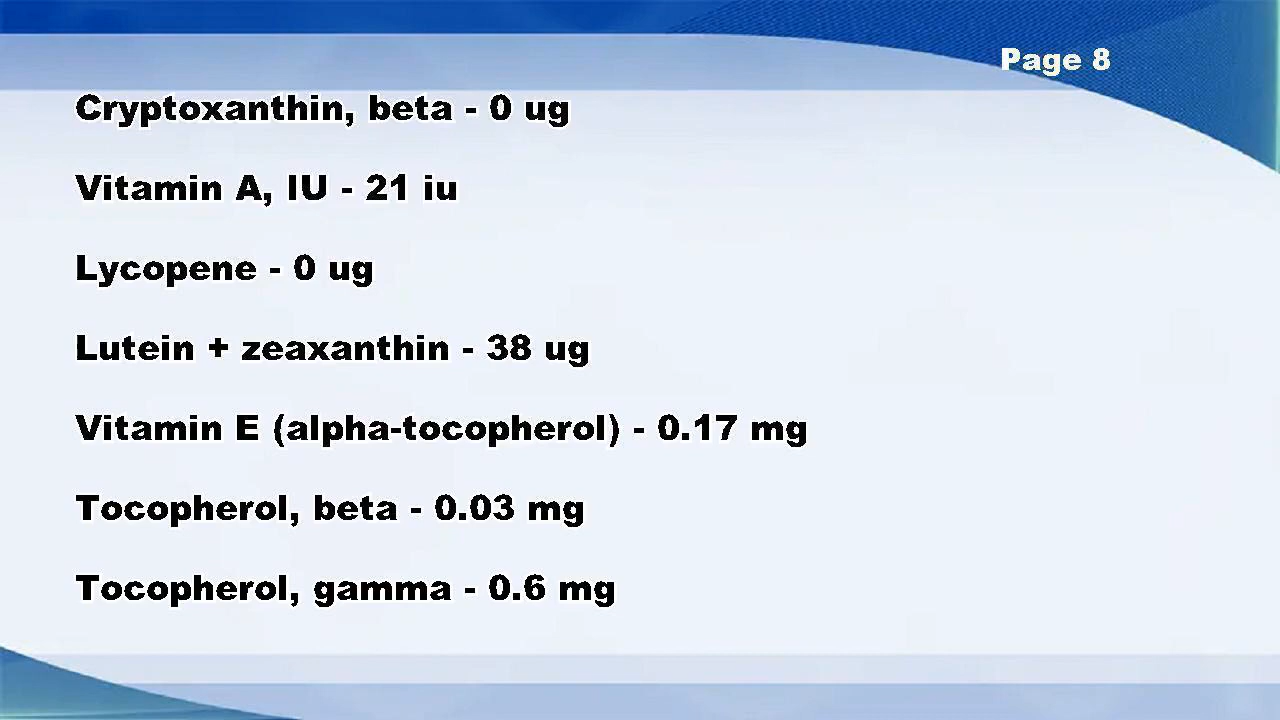 Page 8
Cryptoxanthin, beta - 0 ug
Vitamin A, IU - 21 iu
Lycopene - 0 ug
Lutein + zeaxanthin - 38 ug
Vitamin E (alpha-tocopherol) - 0.17 mg
Tocopherol, beta - 0.03 mg
Tocopherol, gamma - 0.6 mg